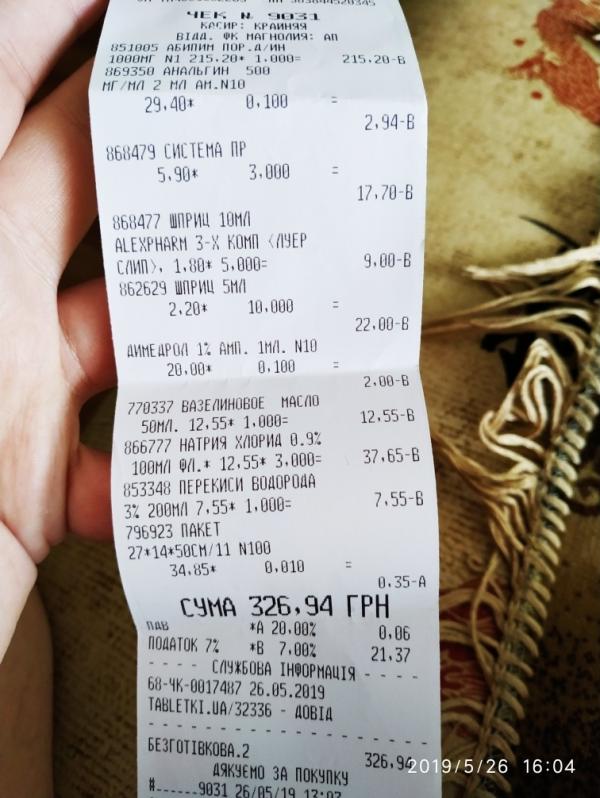 ЧЕК № 9031
КАСИР: КРАЙНЯЯ
ВІДД. ФК МАГНОЛИЯ: АП
851005 АБИПИМ ПОР.Д/ИН
1000МГ N1 215.20* 1,000= 215,20-В
869350 АНАЛЬГИН 500
МГ/МЛ 2 МЛ АМ.N10
29,40* 0,100 =
2,94-В
868479 СИСТЕМА ПР
5,90* 3,000 =
17,70-В
868477 ШПРИЦ 10МЛ
ALEXPHARM 3-Х КОМП <ЛУЕР
СЛИП>, 1,80* 5,000= 9,00-В
862629 ШПРИЦ 5МЛ
2,20* 10,000 =
22,00-В
ДИМЕДРОЛ 1% АМП. 1МЛ. N10
20,00* 0,100 =
2,00-В
770337 ВАЗЕЛИНОВОЕ МАСЛО
50МЛ. 12,55* 1,000= 12,55-В
866777 НАТРИЯ ХЛОРИД 0.9%
100МЛ ФЛ.* 12,55* 3,000= 37,65-В
853348 ПЕРЕКИСИ ВОДОРОДА
3% 200МЛ 7,55* 1,000= 7,55-В
796923 ПАКЕТ
27*14*50СМ/11 N100
34,85* 0,010 =
0,35-А
СУМА 326,94 ГРН
ПДВ *А 20,00% 0,06
ПОДАТОК 7% *В 7,00% 21,37
- - - - СЛУЖБОВА ІНФОРМАЦІЯ - - - -
68-ЧК-0017487 26.05.2019
TABLETKI.UA/32336 - ДОВІД
БЕЗГОТІВКОВА.2 326,94
ДЯКУЄМО ЗА ПОКУПКУ
#......9031 26/05/19 13:02
2019/5/26 16:04